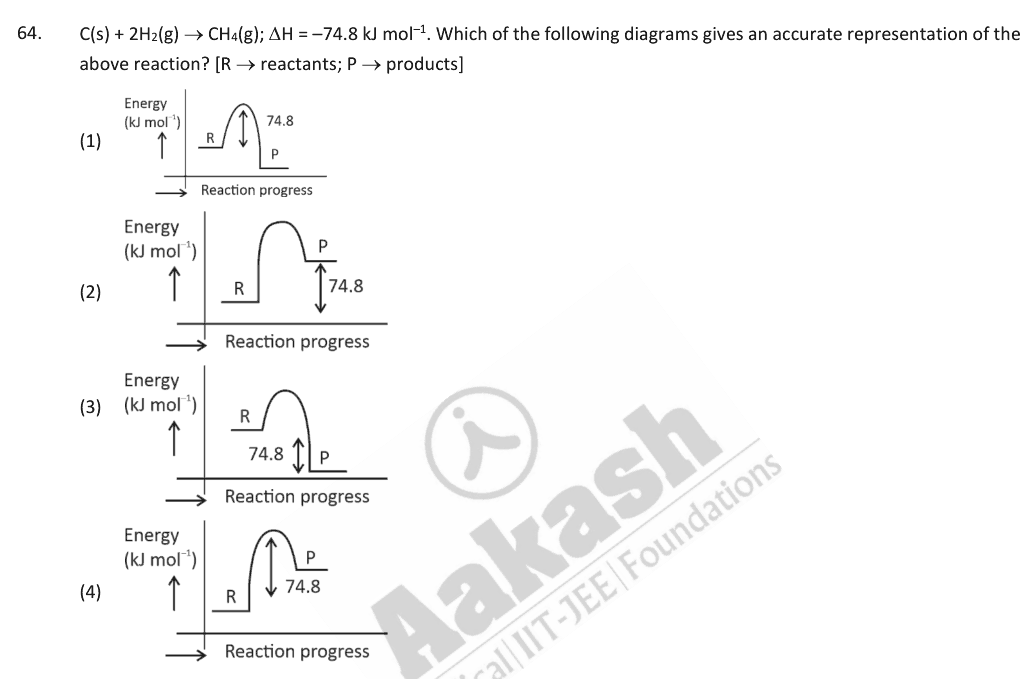 64. C(s) + 2H₂(g) → CH₄(g); ΔH = –74.8 kJ mol⁻¹. Which of the following diagrams gives an accurate representation of the
above reaction? [R → reactants; P → products]
(1)
Energy
(kJ mol⁻¹)
R
74.8
P
Reaction progress
(2)
Energy
(kJ mol⁻¹)
R
P
74.8
Reaction progress
(3)
Energy
(kJ mol⁻¹)
R
74.8
P
Reaction progress
(4)
Energy
(kJ mol⁻¹)
R
P
74.8
Reaction progress
Aakash
cal|IIT-JEE|Foundations